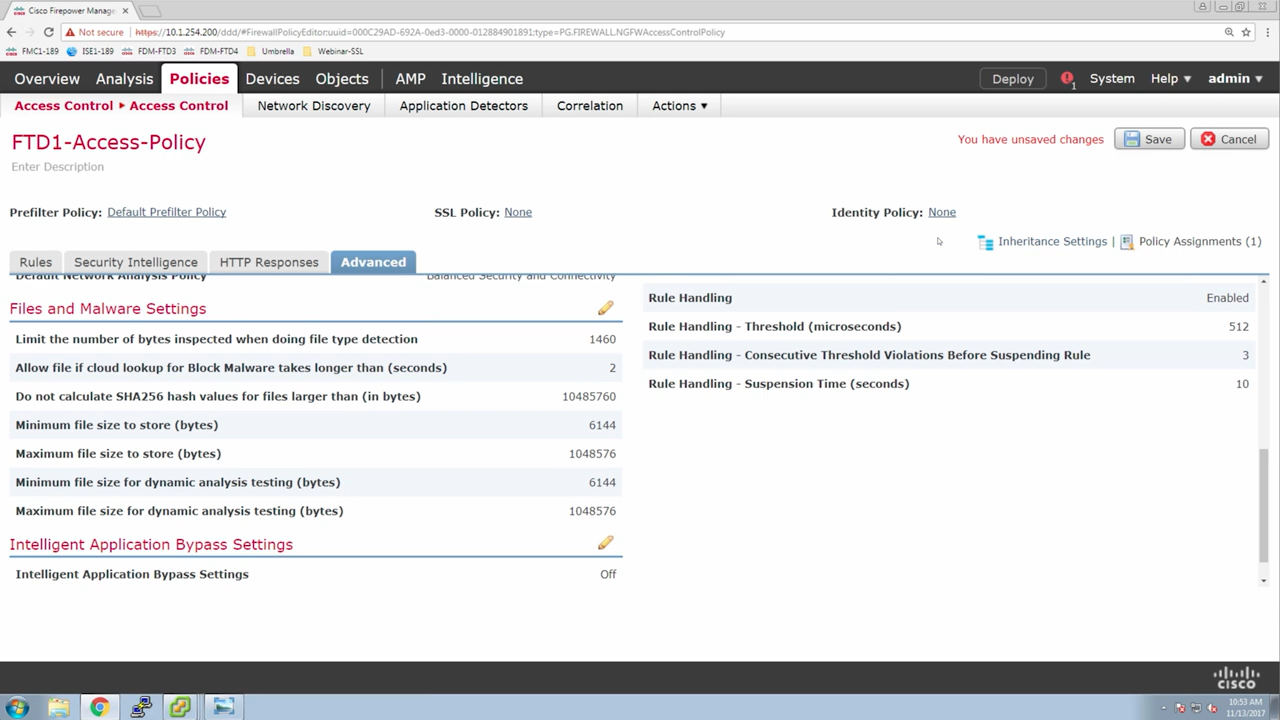 Cisco Firepower Manage
Not secure https://10.1.254.200/ddd/#FirewallPolicyEditor:uuid=000C29AD-692A-0ed3-0000-012884901891;type=PG.FIREWALL.NGFWAccessControlPolicy
FMC1-189 ISE1-189 FDM-FTD3 FDM-FTD4 Umbrella Webinar-SSL
Overview Analysis Policies Devices Objects AMP Intelligence Deploy 1 System Help admin
Access Control Access Control Network Discovery Application Detectors Correlation Actions
FTD1-Access-Policy
You have unsaved changes Save Cancel
Enter Description
Prefilter Policy: Default Prefilter Policy SSL Policy: None Identity Policy: None
Inheritance Settings | Policy Assignments (1)
Rules Security Intelligence HTTP Responses Advanced
Default Network Analysis Policy Balanced Security and Connectivity
Files and Malware Settings
Limit the number of bytes inspected when doing file type detection 1460
Allow file if cloud lookup for Block Malware takes longer than (seconds) 2
Do not calculate SHA256 hash values for files larger than (in bytes) 10485760
Minimum file size to store (bytes) 6144
Maximum file size to store (bytes) 1048576
Minimum file size for dynamic analysis testing (bytes) 6144
Maximum file size for dynamic analysis testing (bytes) 1048576
Intelligent Application Bypass Settings
Intelligent Application Bypass Settings Off
Rule Handling Enabled
Rule Handling - Threshold (microseconds) 512
Rule Handling - Consecutive Threshold Violations Before Suspending Rule 3
Rule Handling - Suspension Time (seconds) 10
CISCO
10:53 AM
11/13/2017